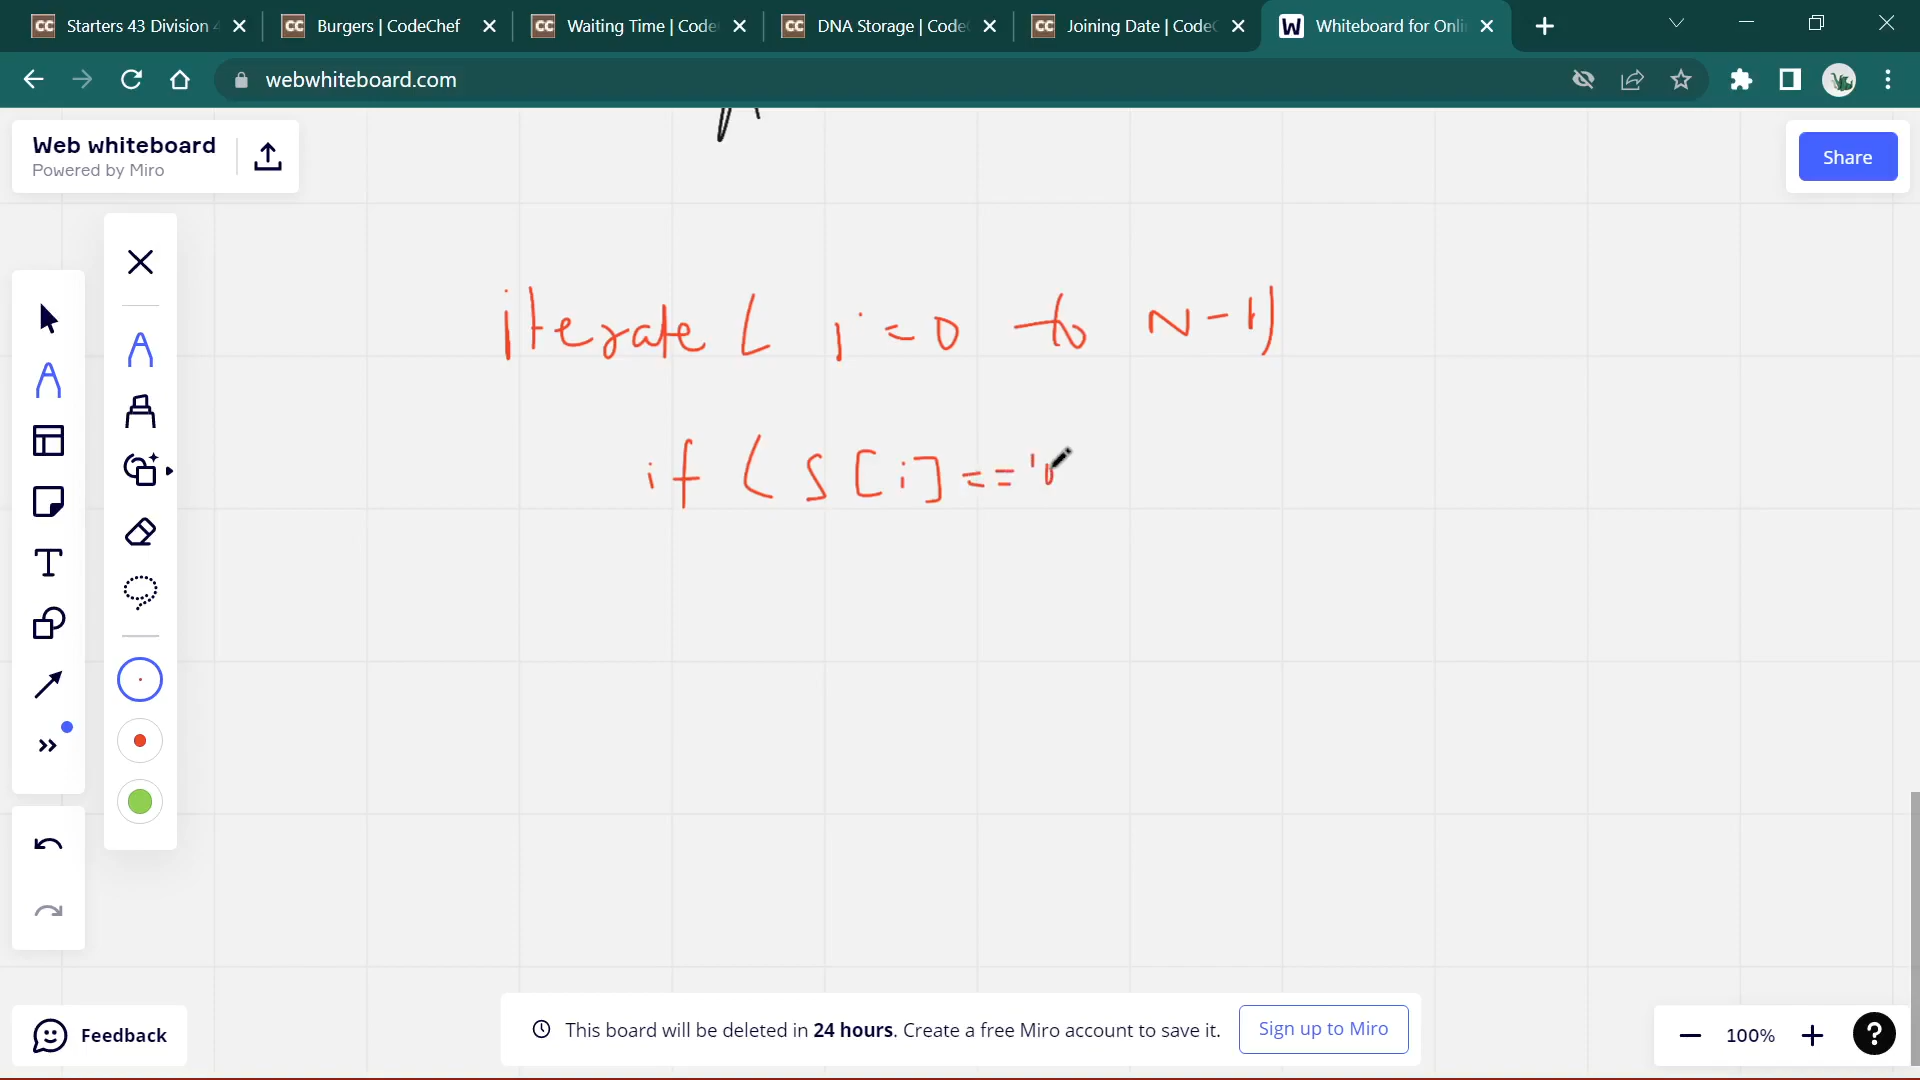 Starters 43 Division
Burgers | CodeChef
Waiting Time | Code
DNA Storage | Code
Joining Date | Code
Whiteboard for Onli
webwhiteboard.com
Web whiteboard
Powered by Miro
Share
iterate ( i = 0 to N - 1)
if ( S [ i ] = = '0
Feedback
This board will be deleted in 24 hours. Create a free Miro account to save it.
Sign up to Miro
100%